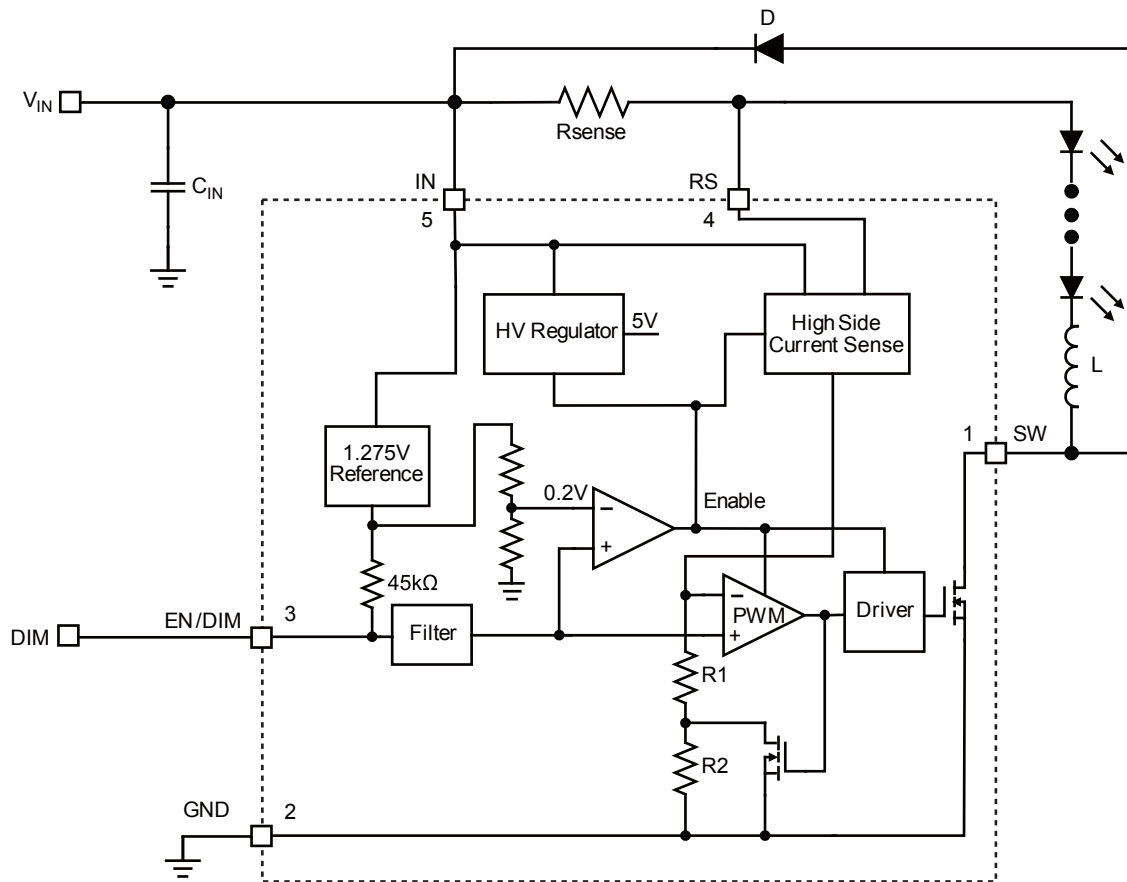 D
VIN
Rsense
CIN
IN
RS
5
4
HV Regulator
5V
High Side
Current Sense
L
1.275V
Reference
1
SW
0.2V
−
+
Enable
45kΩ
EN/DIM
3
DIM
Filter
−
PWM
+
Driver
R1
R2
GND
2